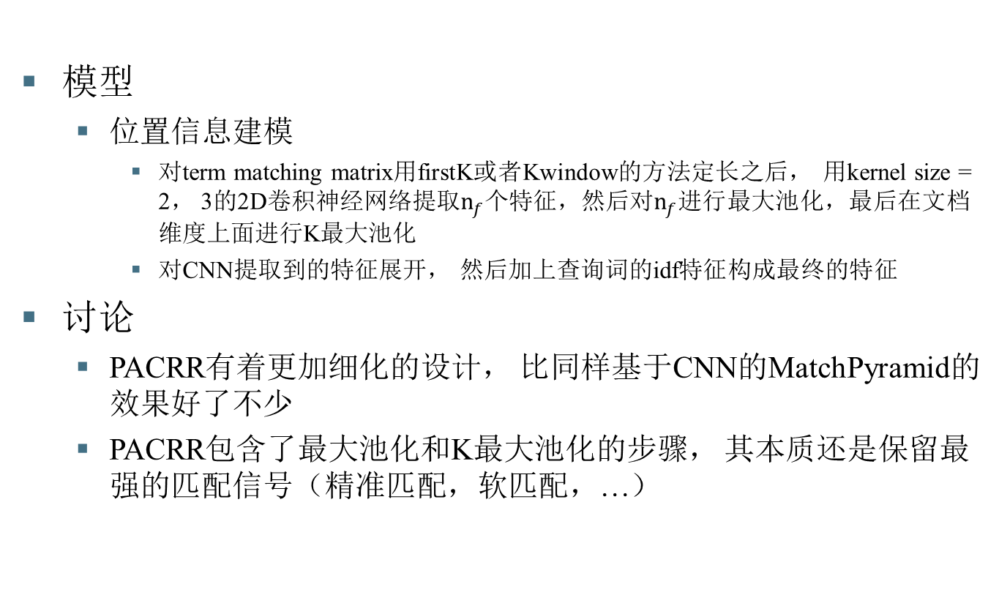 模型
位置信息建模
对term matching matrix用firstK或者Kwindow的方法定长之后， 用kernel size =
2， 3的2D卷积神经网络提取n_f个特征，然后对n_f进行最大池化，最后在文档
维度上面进行K最大池化
对CNN提取到的特征展开， 然后加上查询词的idf特征构成最终的特征
讨论
PACRR有着更加细化的设计， 比同样基于CNN的MatchPyramid的
效果好了不少
PACRR包含了最大池化和K最大池化的步骤， 其本质还是保留最
强的匹配信号（精准匹配，软匹配，…）